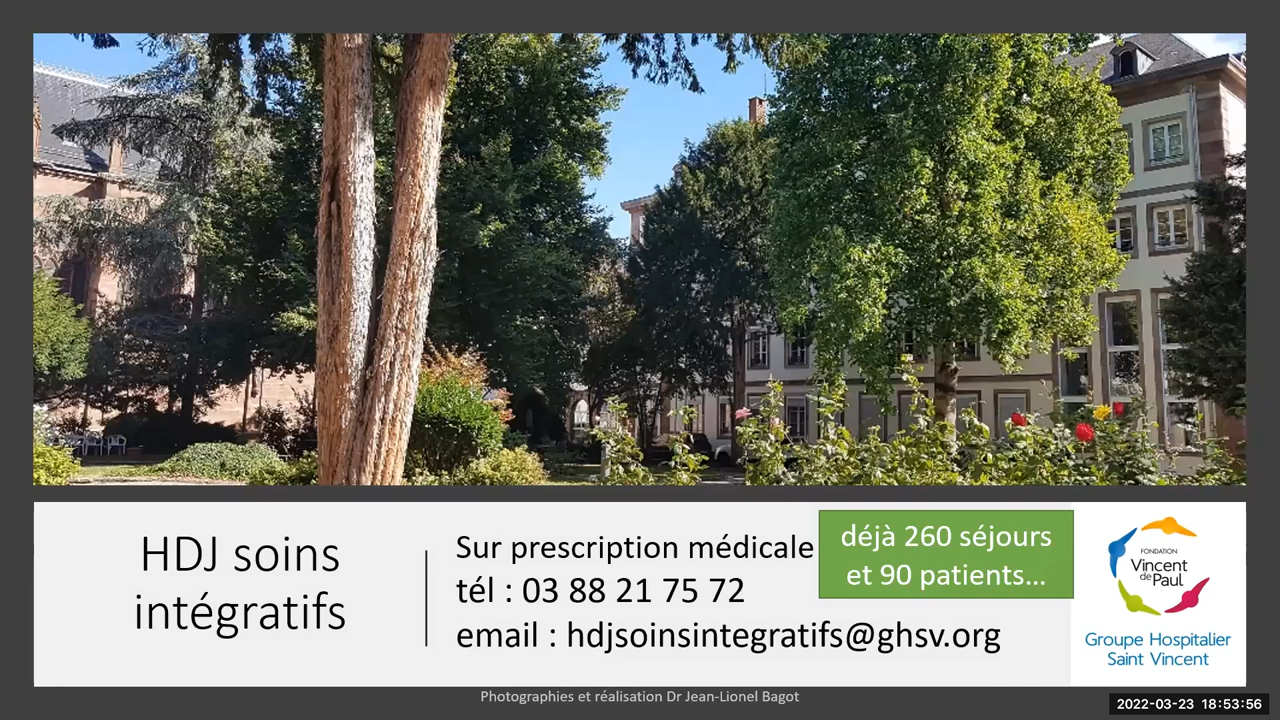 HDJ soins
intégratifs
Sur prescription médicale
tél : 03 88 21 75 72
email : hdjsoinsintegratifs@ghsv.org
déjà 260 séjours
et 90 patients...
FONDATION
Vincent
de Paul
Groupe Hospitalier
Saint Vincent
Photographies et réalisation Dr Jean-Lionel Bagot
2022-03-23 18:53:56